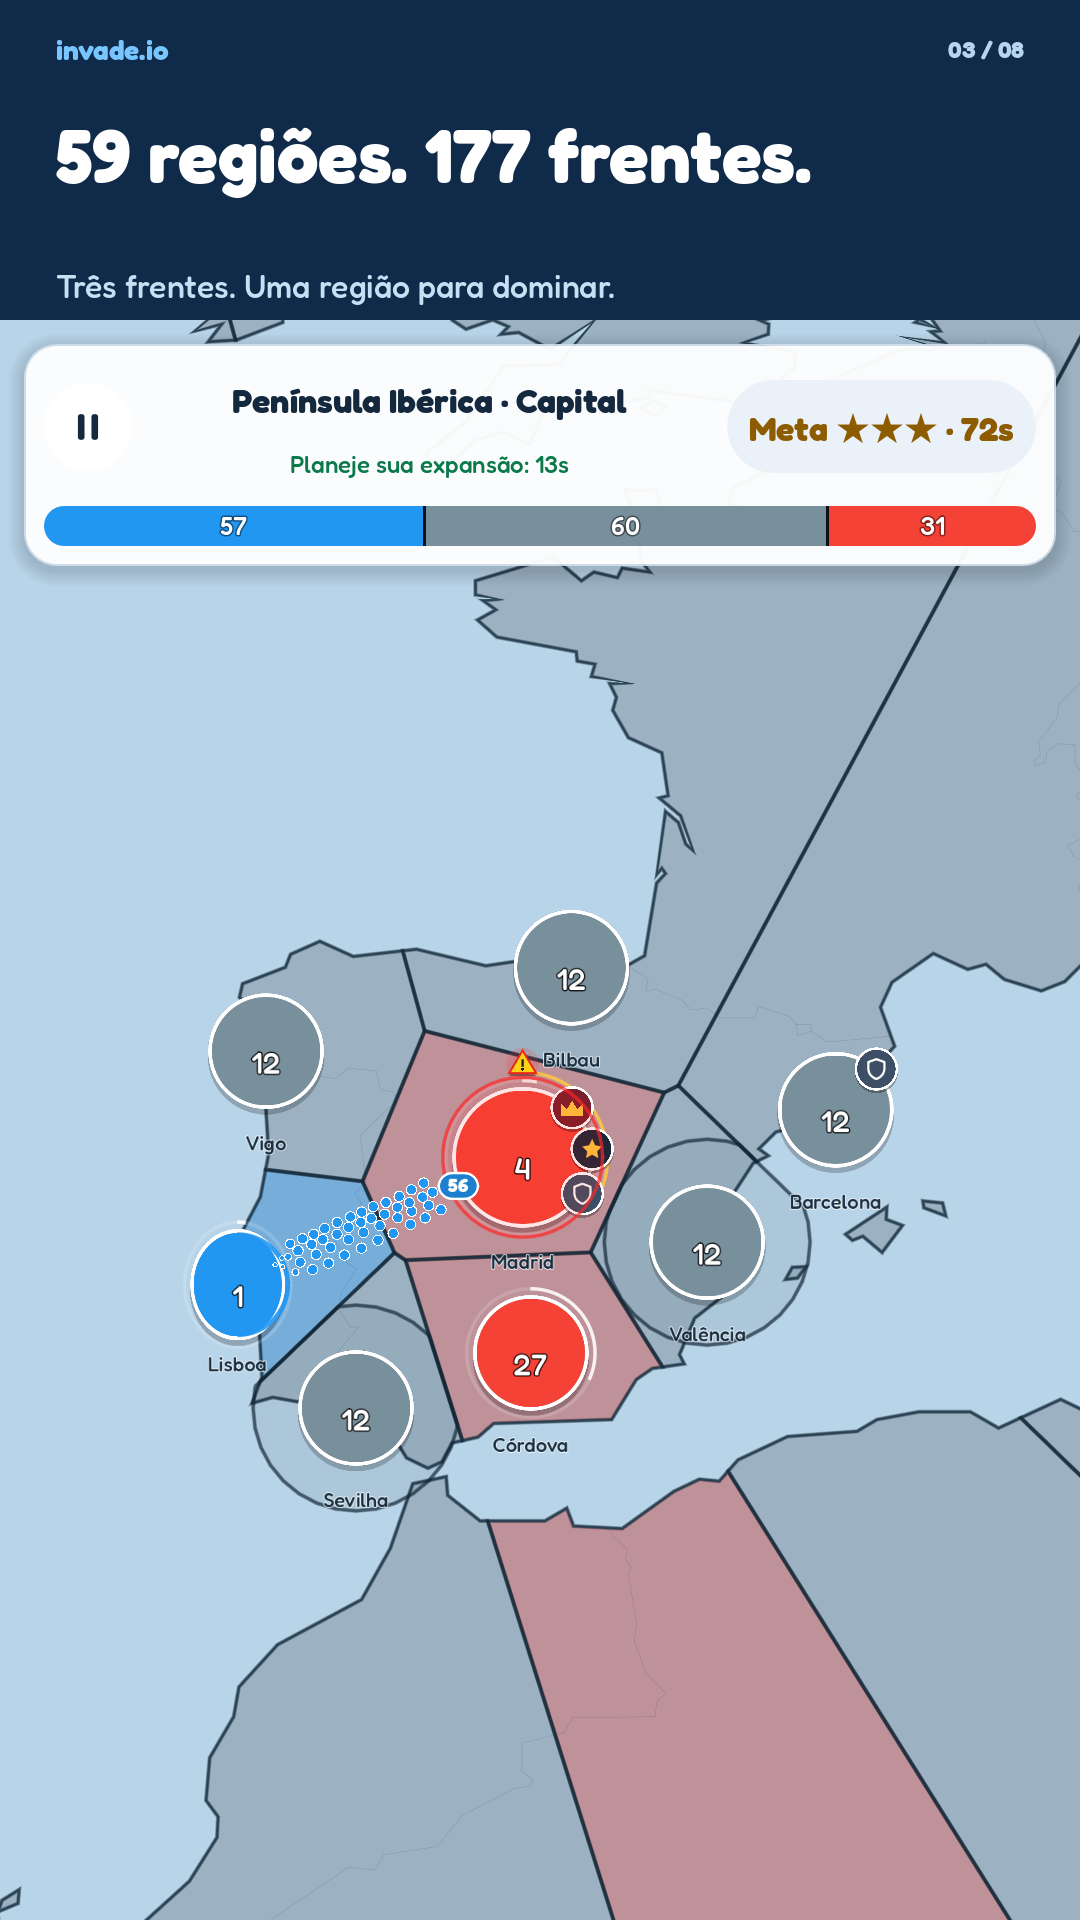 invade.io
03 / 08
59 regiões. 177 frentes.
Três frentes. Uma região para dominar.
Península Ibérica · Capital
Meta ★★★ · 72s
Planeje sua expansão: 13s
57
60
31
12
Bilbau
12
Vigo
12
Barcelona
4
56
Madrid
12
Valência
1
Lisboa
27
Córdova
12
Sevilha